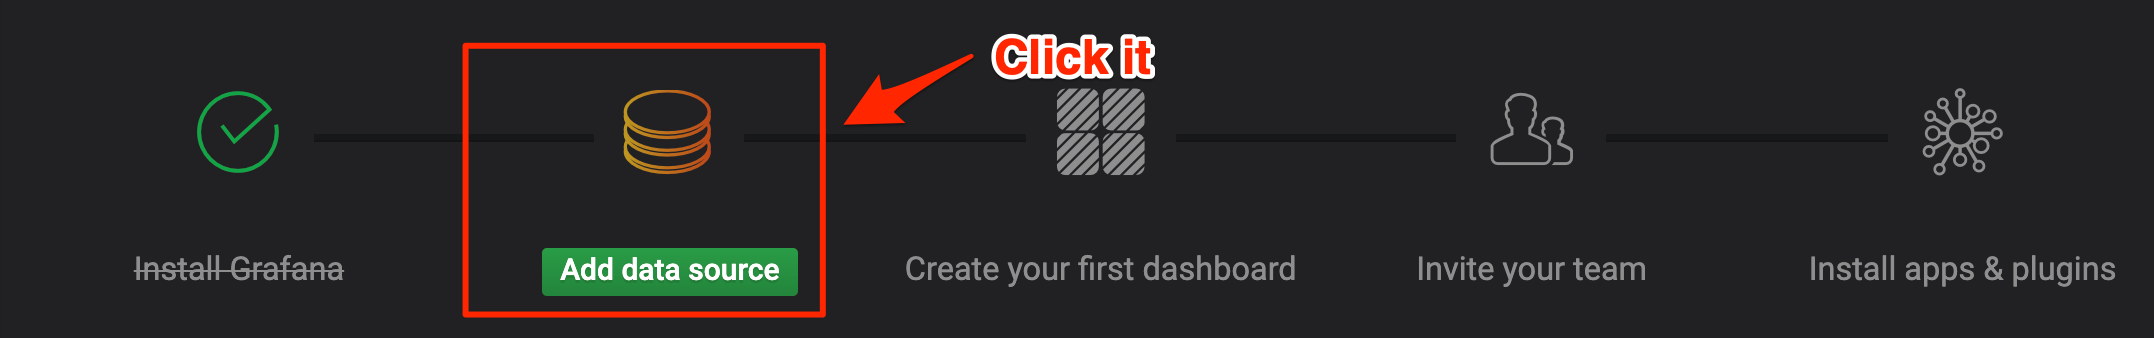 Click it
Install Grafana
Add data source
Create your first dashboard
Invite your team
Install apps & plugins